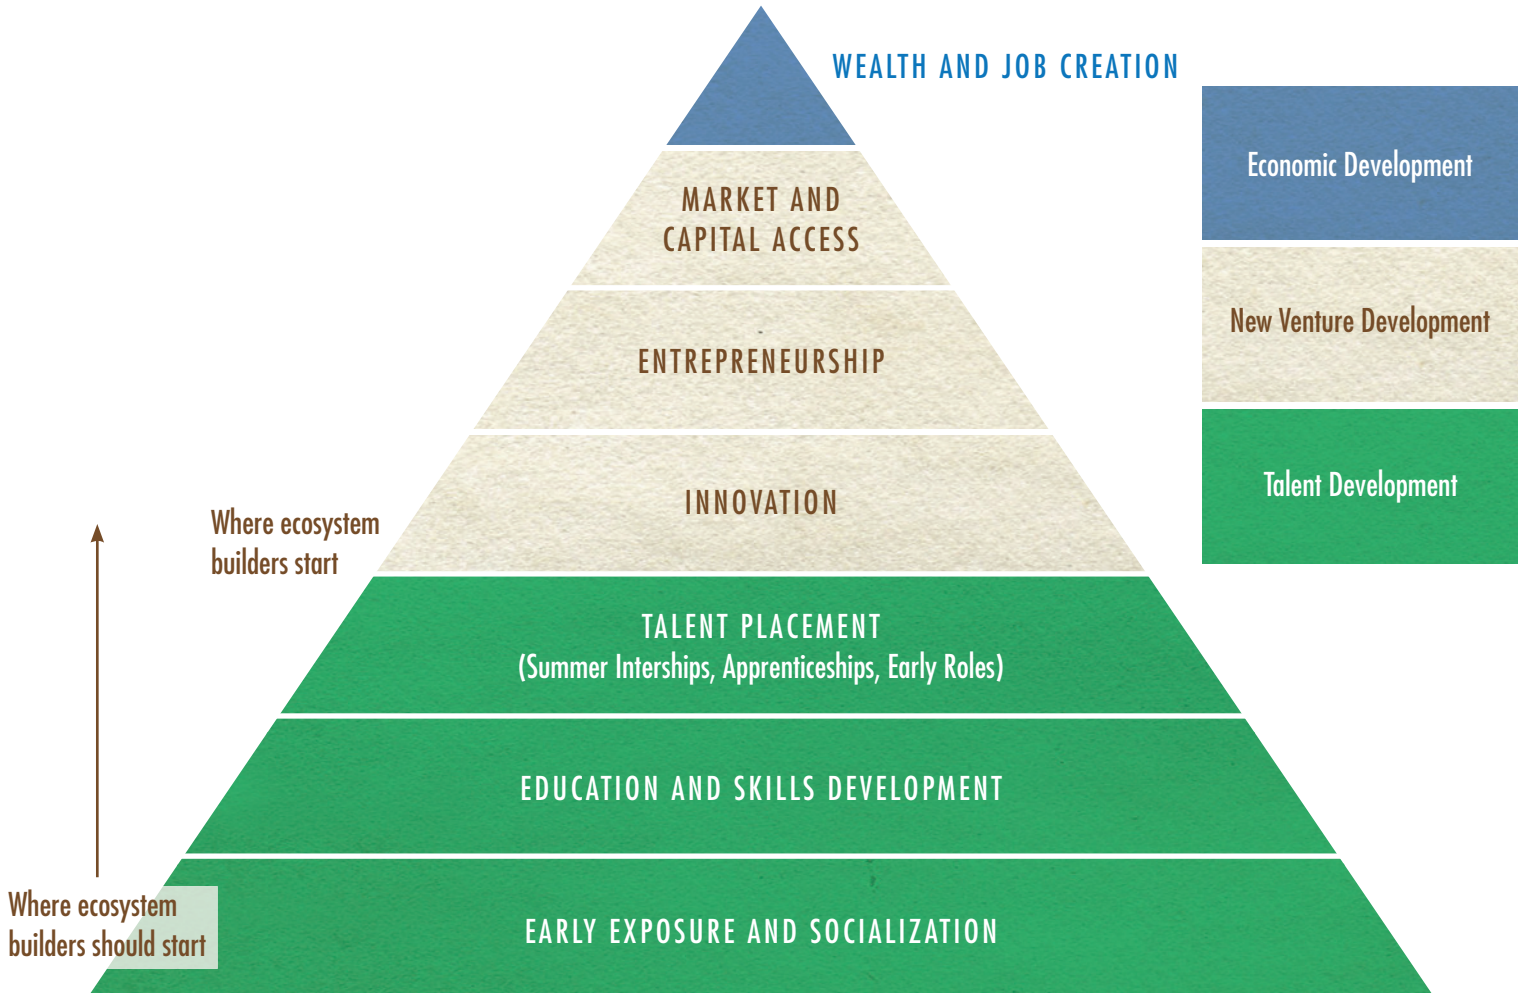 WEALTH AND JOB CREATION
Economic Development
MARKET AND
CAPITAL ACCESS
New Venture Development
ENTREPRENEURSHIP
Talent Development
INNOVATION
Where ecosystem
builders start
TALENT PLACEMENT
(Summer Interships, Apprenticeships, Early Roles)
EDUCATION AND SKILLS DEVELOPMENT
Where ecosystem
builders should start
EARLY EXPOSURE AND SOCIALIZATION